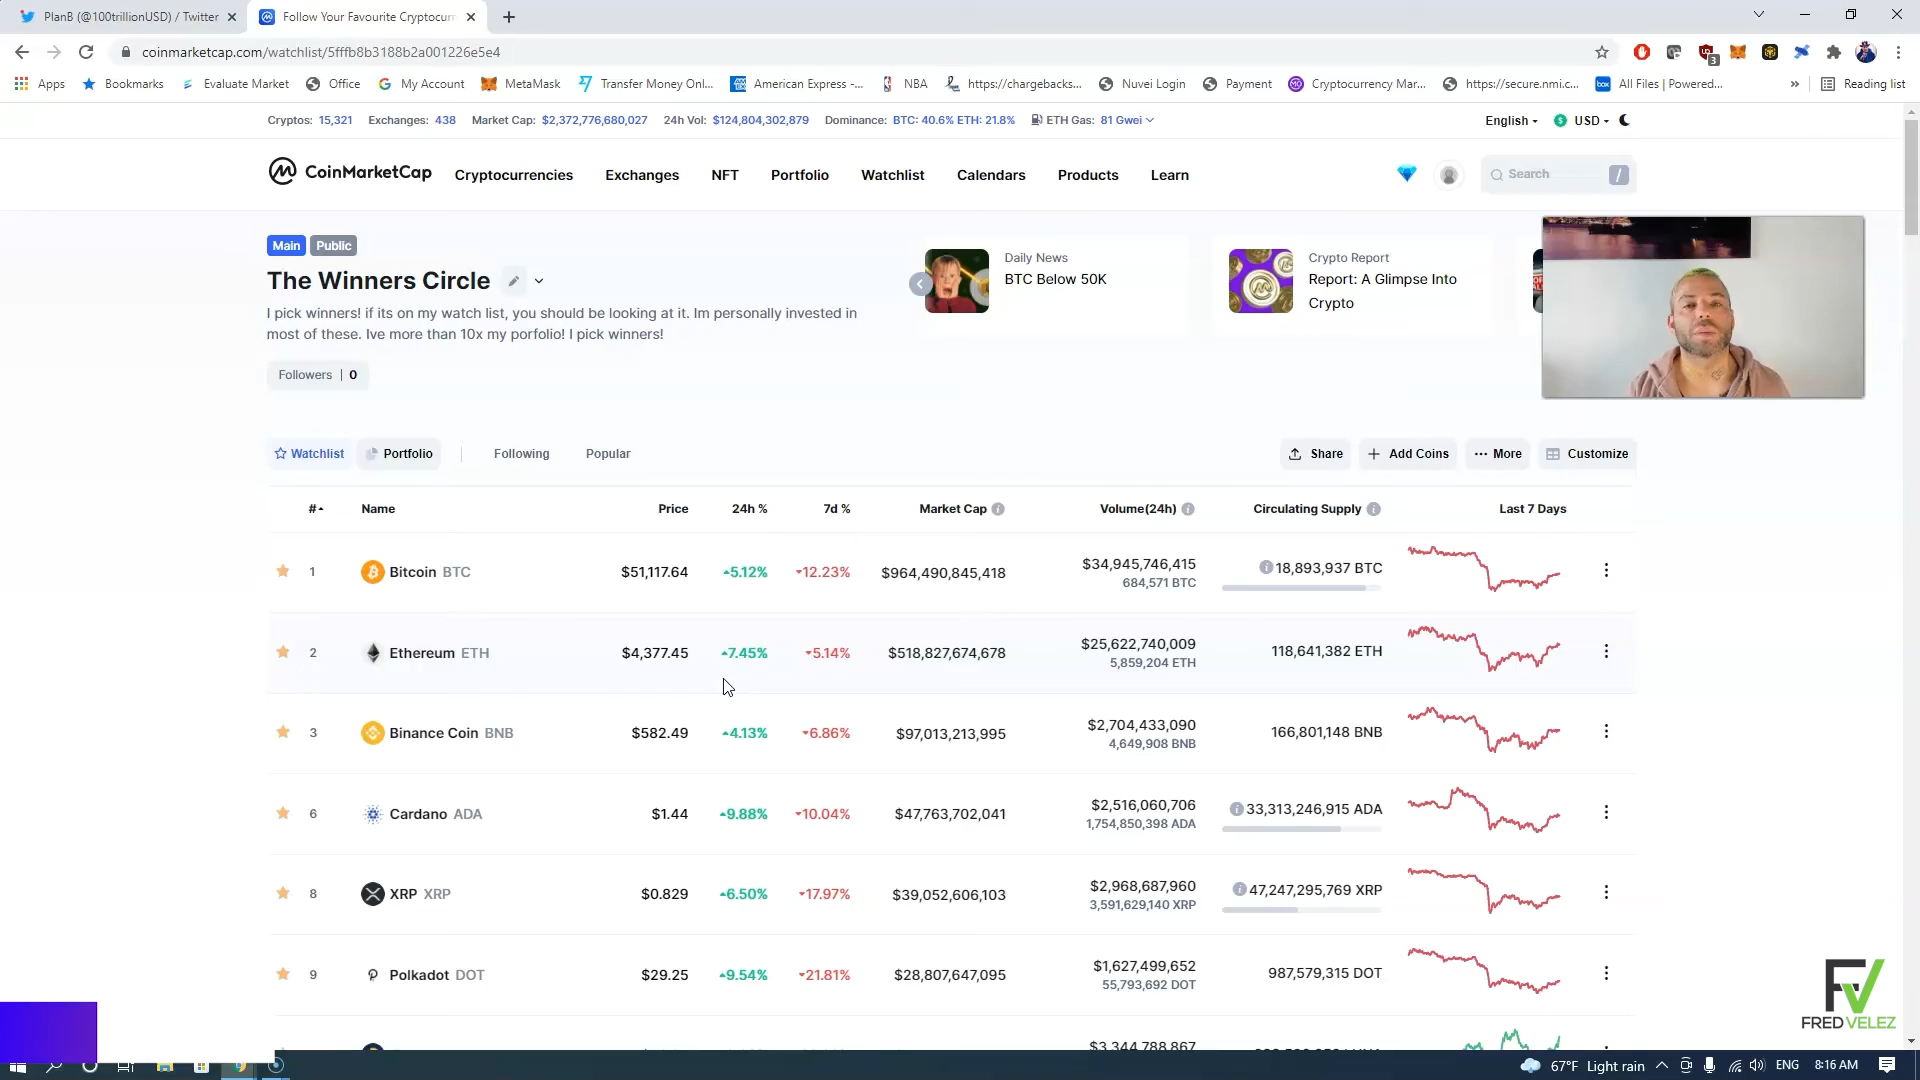 PlanB (@100trillionUSD) / Twitter
Follow Your Favourite Cryptocurr
coinmarketcap.com/watchlist/5fffb8b3188b2a001226e5e4
3
Apps Bookmarks Evaluate Market Office My Account MetaMask Transfer Money Onl... American Express -... NBA https://chargebacks... Nuvei Login Payment Cryptocurrency Mar... https://secure.nmi.c... box All Files | Powered... » Reading list
Cryptos: 15,321 Exchanges: 438 Market Cap: $2,372,776,680,027 24h Vol: $124,804,302,879 Dominance: BTC: 40.6% ETH: 21.8% ETH Gas: 81 Gwei English USD
CoinMarketCap Cryptocurrencies Exchanges NFT Portfolio Watchlist Calendars Products Learn Search /
Main Public
The Winners Circle
I pick winners! if its on my watch list, you should be looking at it. Im personally invested in
most of these. Ive more than 10x my porfolio! I pick winners!
Followers | 0
Daily News
BTC Below 50K
Crypto Report
Report: A Glimpse Into
Crypto
Watchlist Portfolio Following Popular Share + Add Coins More Customize
# Name Price 24h % 7d % Market Cap Volume(24h) Circulating Supply Last 7 Days
1 Bitcoin BTC $51,117.64 5.12% 12.23% $964,490,845,418 $34,945,746,415 18,893,937 BTC
684,571 BTC
2 Ethereum ETH $4,377.45 7.45% 5.14% $518,827,674,678 $25,622,740,009 118,641,382 ETH
5,859,204 ETH
3 Binance Coin BNB $582.49 4.13% 6.86% $97,013,213,995 $2,704,433,090 166,801,148 BNB
4,649,908 BNB
6 Cardano ADA $1.44 9.88% 10.04% $47,763,702,041 $2,516,060,706 33,313,246,915 ADA
1,754,850,398 ADA
8 XRP XRP $0.829 6.50% 17.97% $39,052,606,103 $2,968,687,960 47,247,295,769 XRP
3,591,629,140 XRP
9 Polkadot DOT $29.25 9.54% 21.81% $28,807,647,095 $1,627,499,652 987,579,315 DOT
55,793,692 DOT
$3,344,788,867
FV
FRED VELEZ
67°F Light rain ENG 8:16 AM